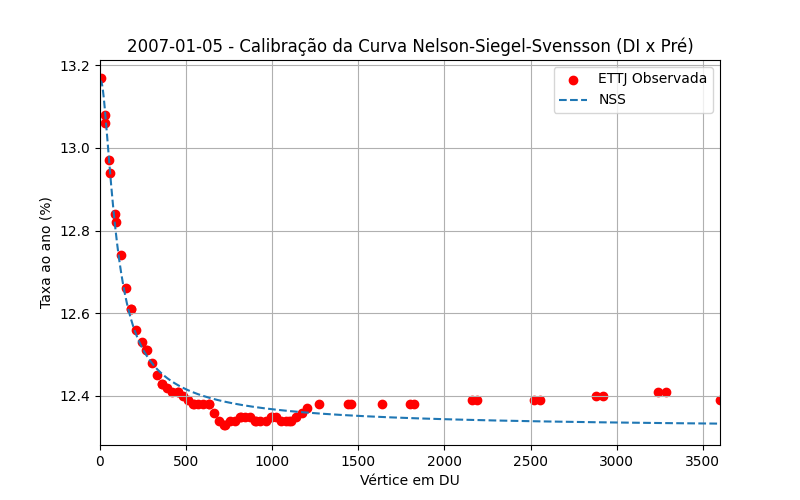 2007-01-05 - Calibração da Curva Nelson-Siegel-Svensson (DI x Pré)
ETTJ Observada
NSS
Taxa ao ano (%)
13.2
13.0
12.8
12.6
12.4
0 500 1000 1500 2000 2500 3000 3500
Vértice em DU